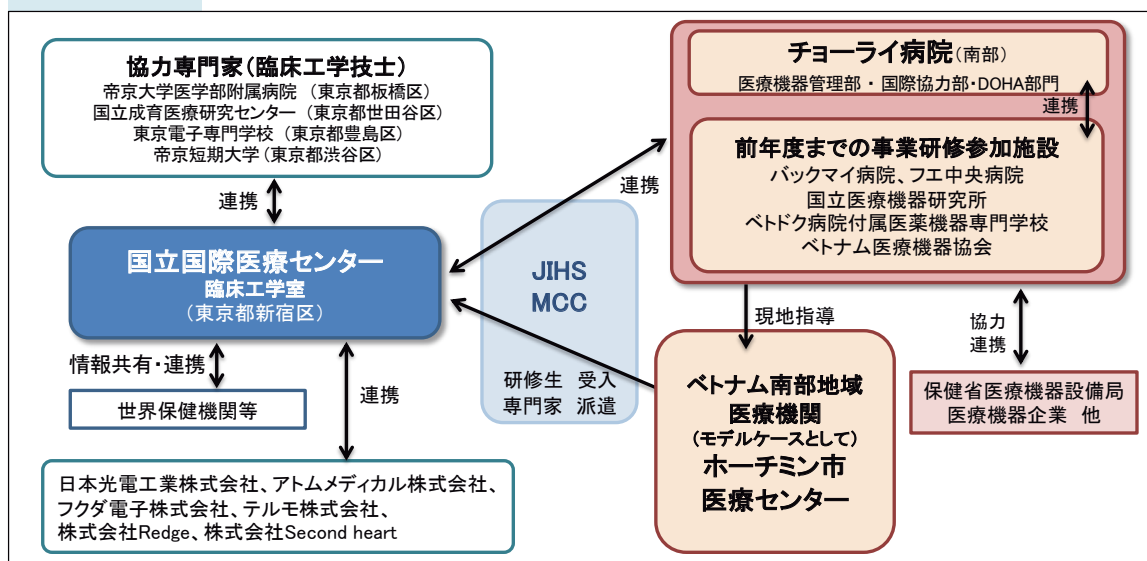 協力専門家（臨床工学技士）
帝京大学医学部附属病院 （東京都板橋区）
国立成育医療研究センター （東京都世田谷区）
東京電子専門学校 （東京都豊島区）
帝京短期大学（東京都渋谷区）
連携
国立国際医療センター
臨床工学室
（東京都新宿区）
情報共有・連携
世界保健機関等
連携
日本光電工業株式会社、アトムメディカル株式会社、
フクダ電子株式会社、テルモ株式会社、
株式会社Redge、株式会社Second heart
JIHS
MCC
研修生 受入
専門家 派遣
連携
チョーライ病院（南部）
医療機器管理部 ・ 国際協力部・DOHA部門
連携
前年度までの事業研修参加施設
バックマイ病院、フエ中央病院
国立医療機器研究所
ベトドク病院付属医薬機器専門学校
ベトナム医療機器協会
現地指導
ベトナム南部地域
医療機関
（モデルケースとして）
ホーチミン市
医療センター
協力
連携
保健省医療機器設備局
医療機器企業 他